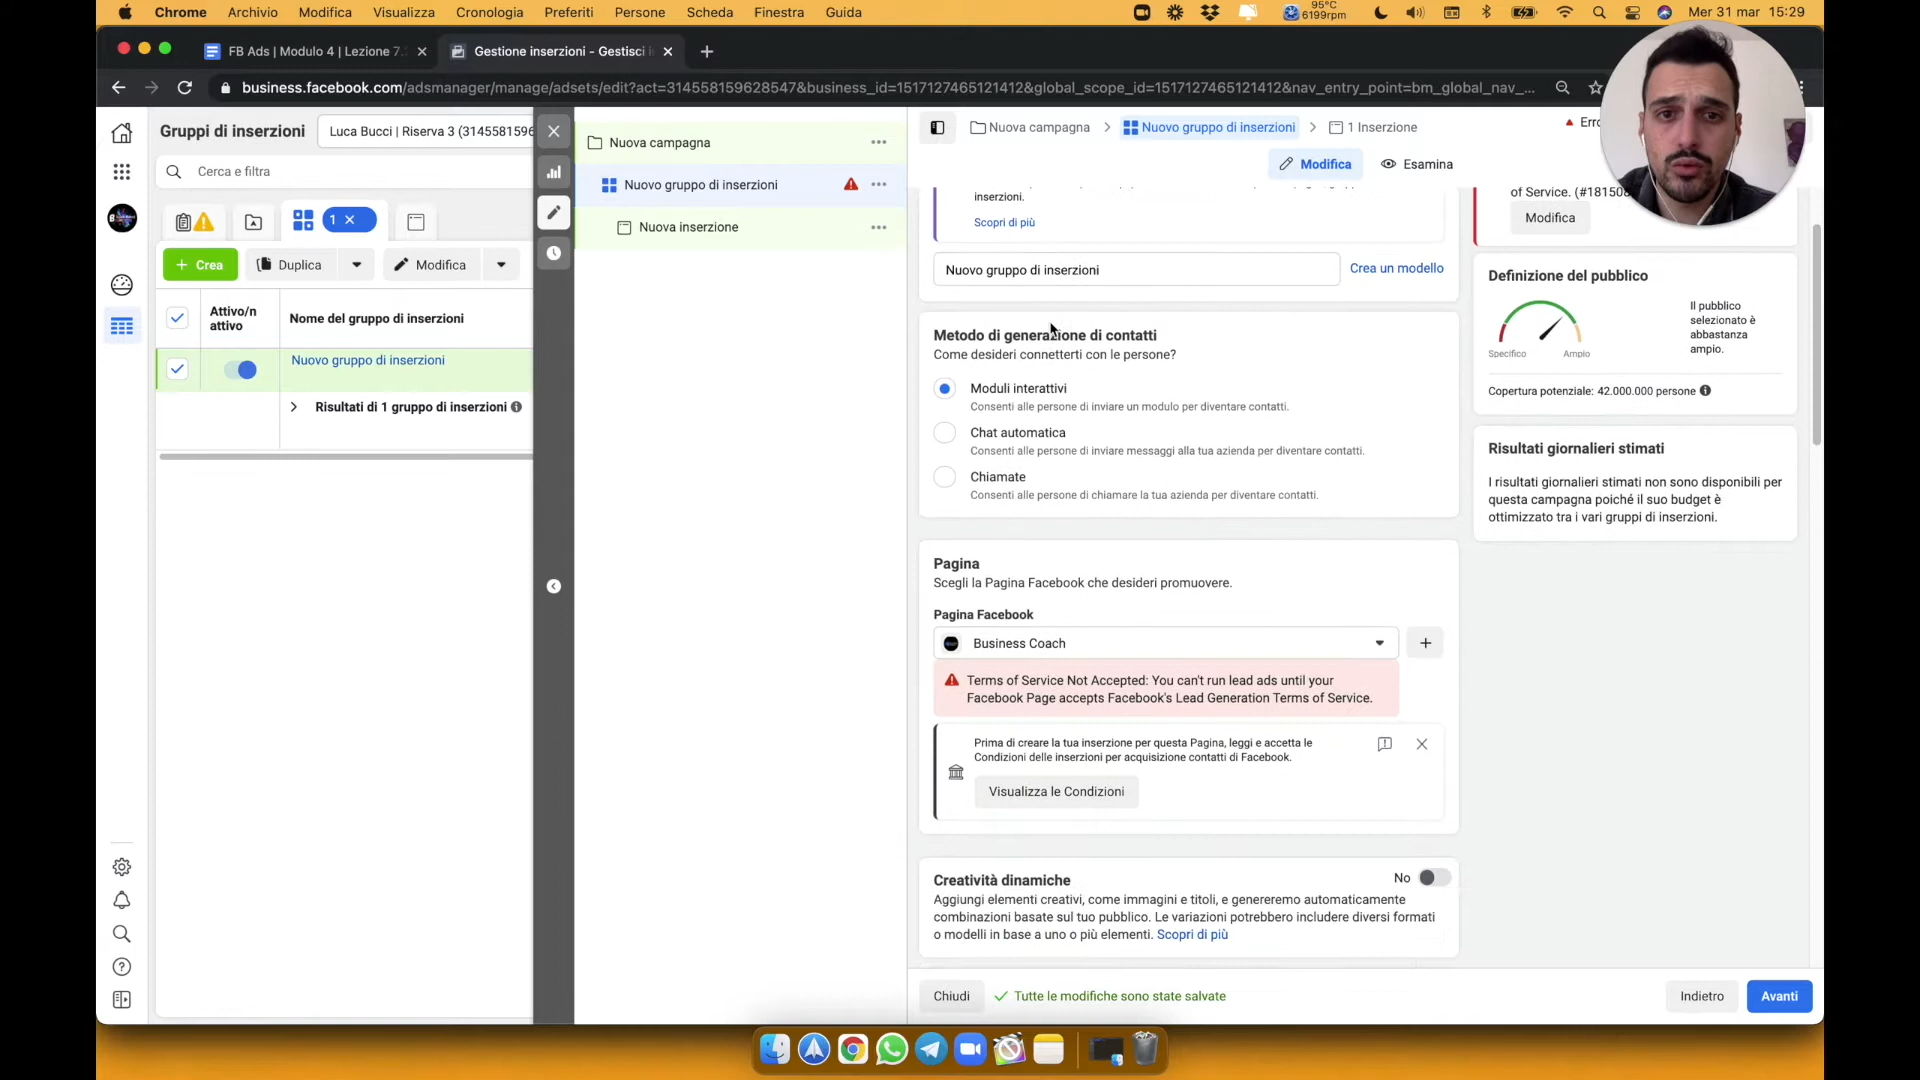 Chrome Archivio Modifica Visualizza Cronologia Preferiti Persone Scheda Finestra Guida
95°C
6199rpm
Mer 31 mar 15:29
FB Ads | Modulo 4 | Lezione 7.
Gestione inserzioni - Gestisci i
business.facebook.com/adsmanager/manage/adsets/edit?act=314558159628547&business_id=1517127465121412&global_scope_id=1517127465121412&nav_entry_point=bm_global_nav_...
Gruppi di inserzioni
Luca Bucci | Riserva 3 (3145581596
Cerca e filtra
1
+ Crea
Duplica
Modifica
Attivo/n
attivo
Nome del gruppo di inserzioni
Nuovo gruppo di inserzioni
Risultati di 1 gruppo di inserzioni
Nuova campagna
Nuovo gruppo di inserzioni
Nuova inserzione
Nuova campagna > Nuovo gruppo di inserzioni > 1 Inserzione
Modifica
Esamina
inserzioni.
Scopri di più
Nuovo gruppo di inserzioni
Crea un modello
Metodo di generazione di contatti
Come desideri connetterti con le persone?
Moduli interattivi
Consenti alle persone di inviare un modulo per diventare contatti.
Chat automatica
Consenti alle persone di inviare messaggi alla tua azienda per diventare contatti.
Chiamate
Consenti alle persone di chiamare la tua azienda per diventare contatti.
Pagina
Scegli la Pagina Facebook che desideri promuovere.
Pagina Facebook
Business Coach
Terms of Service Not Accepted: You can't run lead ads until your
Facebook Page accepts Facebook's Lead Generation Terms of Service.
Prima di creare la tua inserzione per questa Pagina, leggi e accetta le
Condizioni delle inserzioni per acquisizione contatti di Facebook.
Visualizza le Condizioni
Creatività dinamiche
No
Aggiungi elementi creativi, come immagini e titoli, e genereremo automaticamente
combinazioni basate sul tuo pubblico. Le variazioni potrebbero includere diversi formati
o modelli in base a uno o più elementi. Scopri di più
Chiudi
Tutte le modifiche sono state salvate
Indietro
Avanti
of Service. (#18150
Modifica
Definizione del pubblico
Specifico
Ampio
Il pubblico
selezionato è
abbastanza
ampio.
Copertura potenziale: 42.000.000 persone
Risultati giornalieri stimati
I risultati giornalieri stimati non sono disponibili per
questa campagna poiché il suo budget è
ottimizzato tra i vari gruppi di inserzioni.